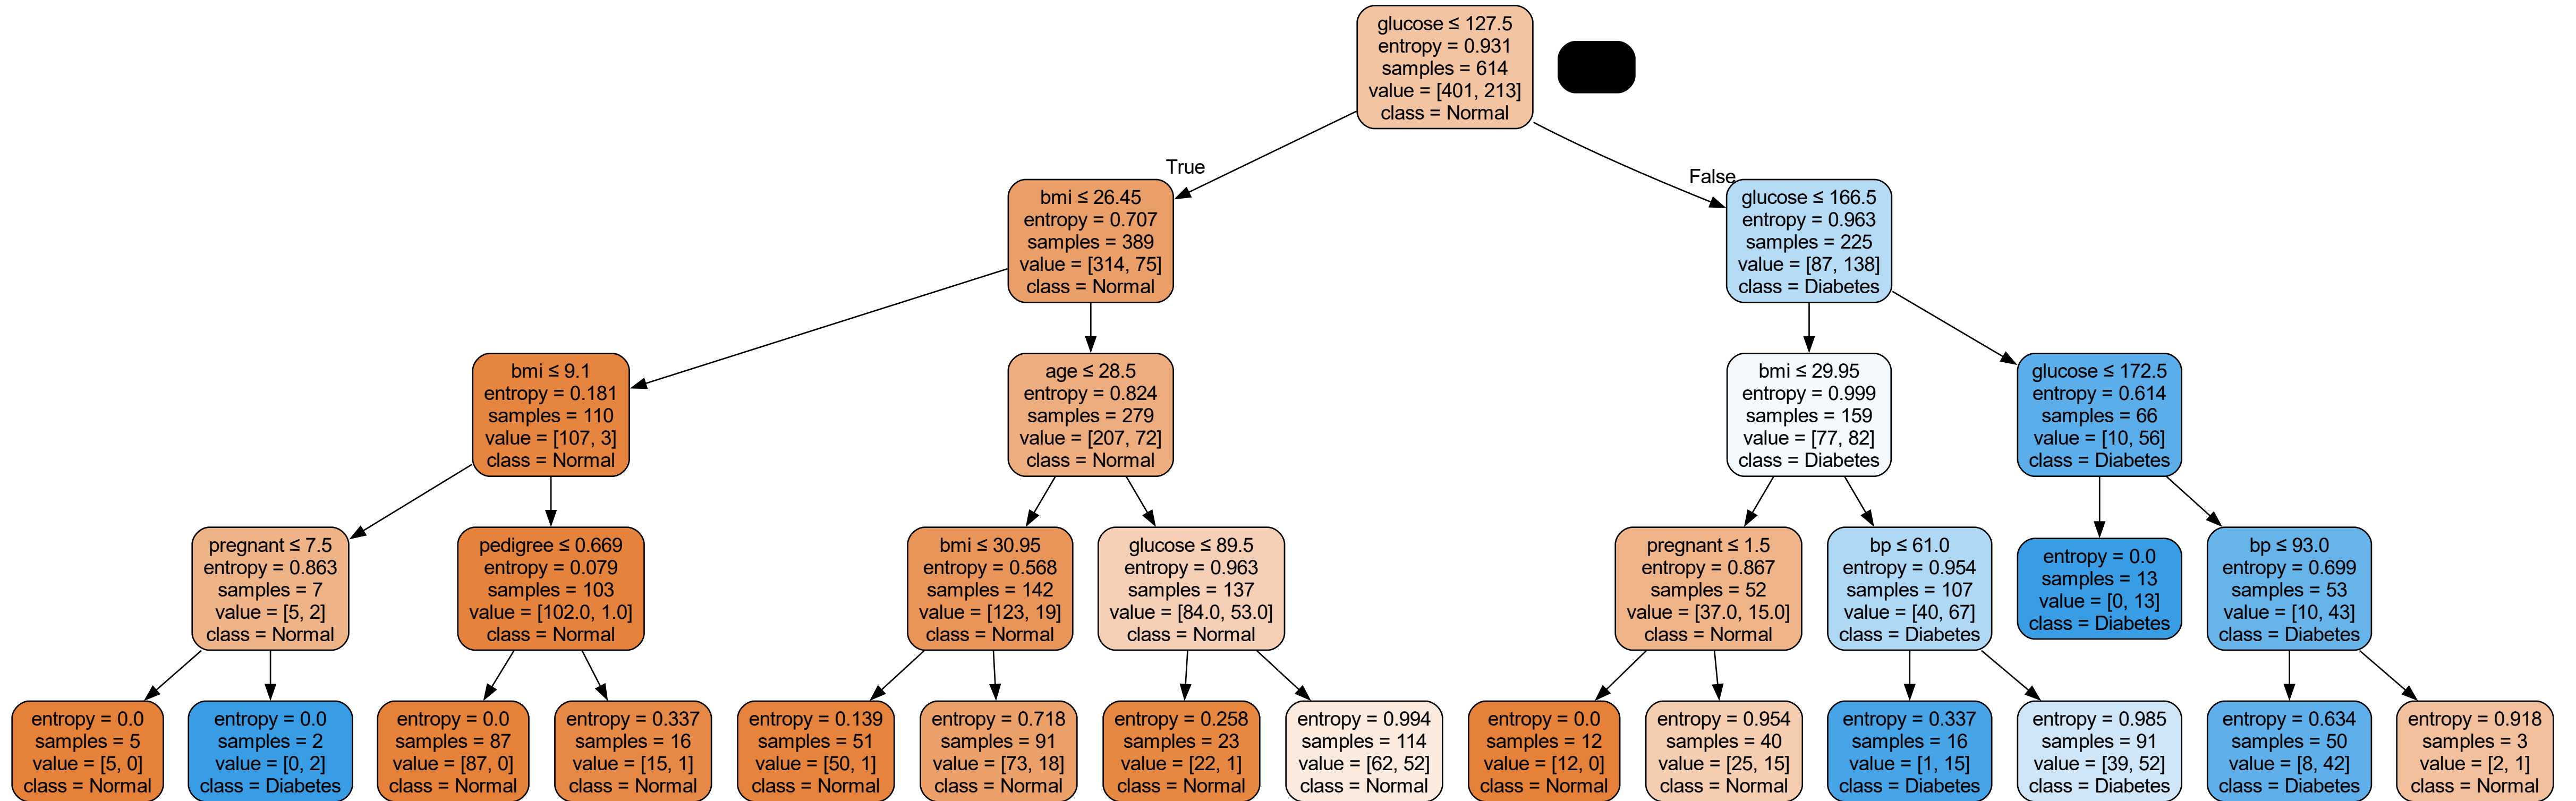 glucose ≤ 127.5
entropy = 0.931
samples = 614
value = [401, 213]
class = Normal
True
False
bmi ≤ 26.45
entropy = 0.707
samples = 389
value = [314, 75]
class = Normal
glucose ≤ 166.5
entropy = 0.963
samples = 225
value = [87, 138]
class = Diabetes
bmi ≤ 9.1
entropy = 0.181
samples = 110
value = [107, 3]
class = Normal
age ≤ 28.5
entropy = 0.824
samples = 279
value = [207, 72]
class = Normal
bmi ≤ 29.95
entropy = 0.999
samples = 159
value = [77, 82]
class = Diabetes
glucose ≤ 172.5
entropy = 0.614
samples = 66
value = [10, 56]
class = Diabetes
pregnant ≤ 7.5
entropy = 0.863
samples = 7
value = [5, 2]
class = Normal
pedigree ≤ 0.669
entropy = 0.079
samples = 103
value = [102.0, 1.0]
class = Normal
bmi ≤ 30.95
entropy = 0.568
samples = 142
value = [123, 19]
class = Normal
glucose ≤ 89.5
entropy = 0.963
samples = 137
value = [84.0, 53.0]
class = Normal
pregnant ≤ 1.5
entropy = 0.867
samples = 52
value = [37.0, 15.0]
class = Normal
bp ≤ 61.0
entropy = 0.954
samples = 107
value = [40, 67]
class = Diabetes
entropy = 0.0
samples = 13
value = [0, 13]
class = Diabetes
bp ≤ 93.0
entropy = 0.699
samples = 53
value = [10, 43]
class = Diabetes
entropy = 0.0
samples = 5
value = [5, 0]
class = Normal
entropy = 0.0
samples = 2
value = [0, 2]
class = Diabetes
entropy = 0.0
samples = 87
value = [87, 0]
class = Normal
entropy = 0.337
samples = 16
value = [15, 1]
class = Normal
entropy = 0.139
samples = 51
value = [50, 1]
class = Normal
entropy = 0.718
samples = 91
value = [73, 18]
class = Normal
entropy = 0.258
samples = 23
value = [22, 1]
class = Normal
entropy = 0.994
samples = 114
value = [62, 52]
class = Normal
entropy = 0.0
samples = 12
value = [12, 0]
class = Normal
entropy = 0.954
samples = 40
value = [25, 15]
class = Normal
entropy = 0.337
samples = 16
value = [1, 15]
class = Diabetes
entropy = 0.985
samples = 91
value = [39, 52]
class = Diabetes
entropy = 0.634
samples = 50
value = [8, 42]
class = Diabetes
entropy = 0.918
samples = 3
value = [2, 1]
class = Normal